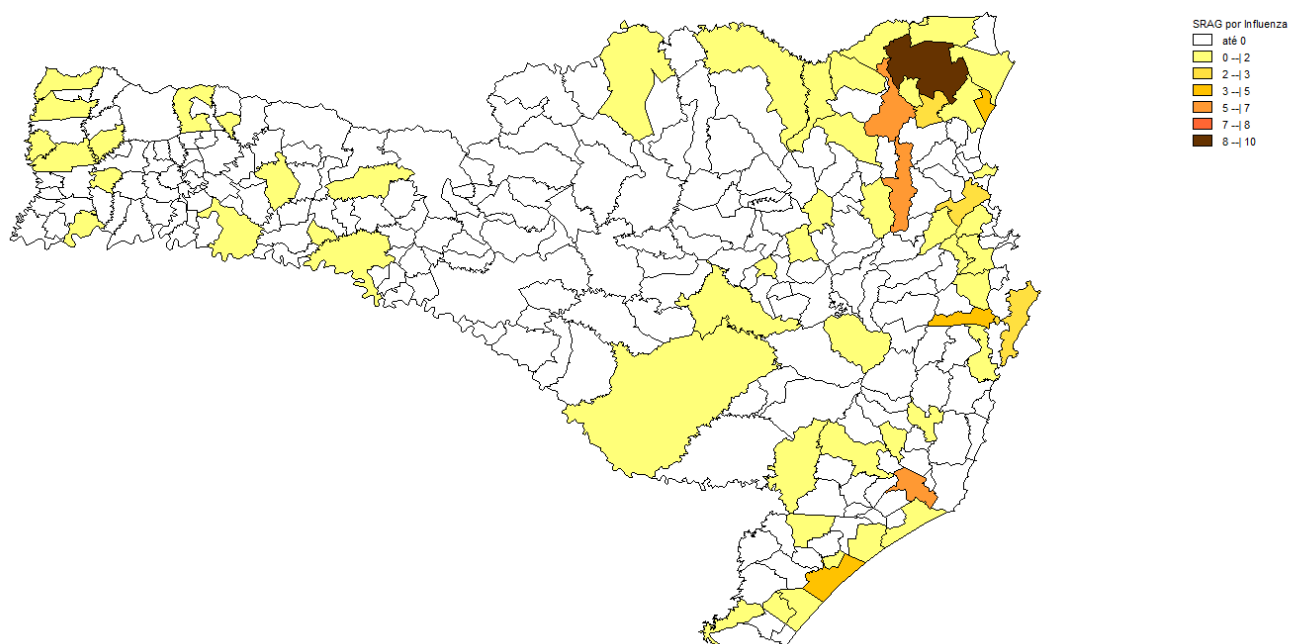 SRAG por Influenza
até 0
0 --| 2
2 --| 3
3 --| 5
5 --| 7
7 --| 8
8 --| 10